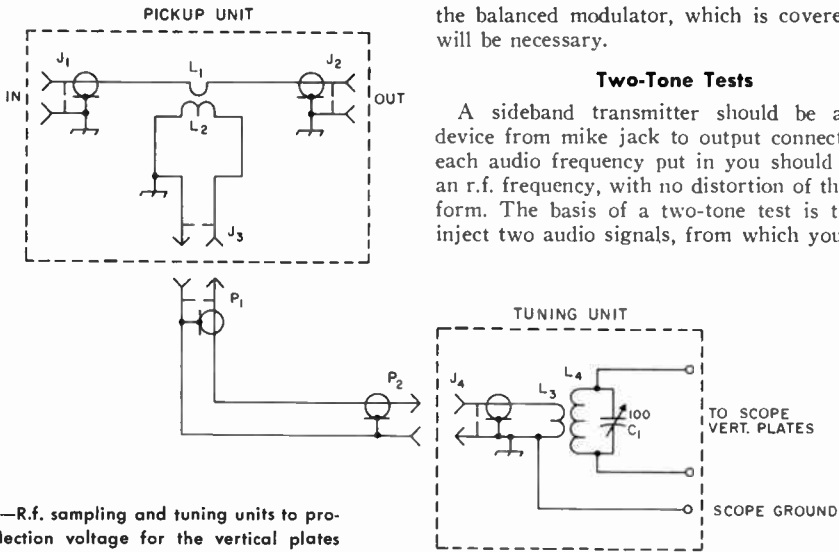 PICKUP UNIT
J1
L1
J2
IN
OUT
L2
J3
P1
P2
the balanced modulator, which is covere
will be necessary.
Two-Tone Tests
A sideband transmitter should be a
device from mike jack to output connect
each audio frequency put in you should
an r.f. frequency, with no distortion of th
form. The basis of a two-tone test is t
inject two audio signals, from which you
TUNING UNIT
J4
L3
L4
100
C1
TO SCOPE
VERT. PLATES
SCOPE GROUND
—R.f. sampling and tuning units to pro-
lection voltage for the vertical plates